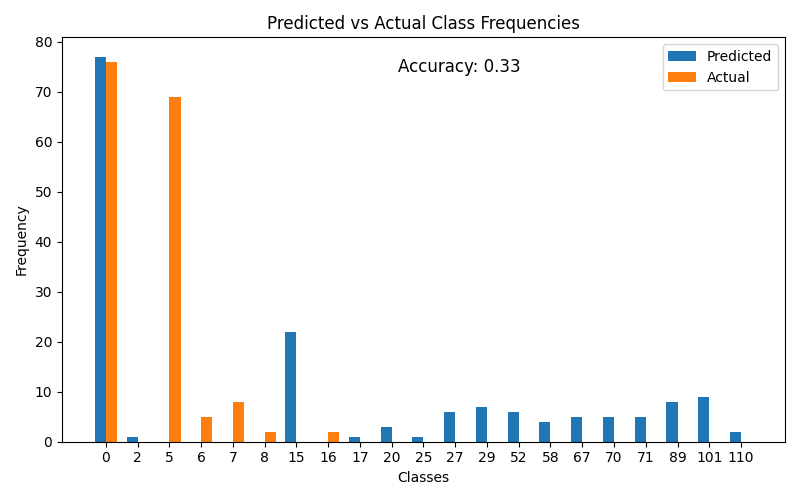 Predicted vs Actual Class Frequencies
Accuracy: 0.33
Predicted
Actual
80
70
60
50
40
30
20
10
0
Frequency
0 2 5 6 7 8 15 16 17 20 25 27 29 52 58 67 70 71 89 101 110
Classes